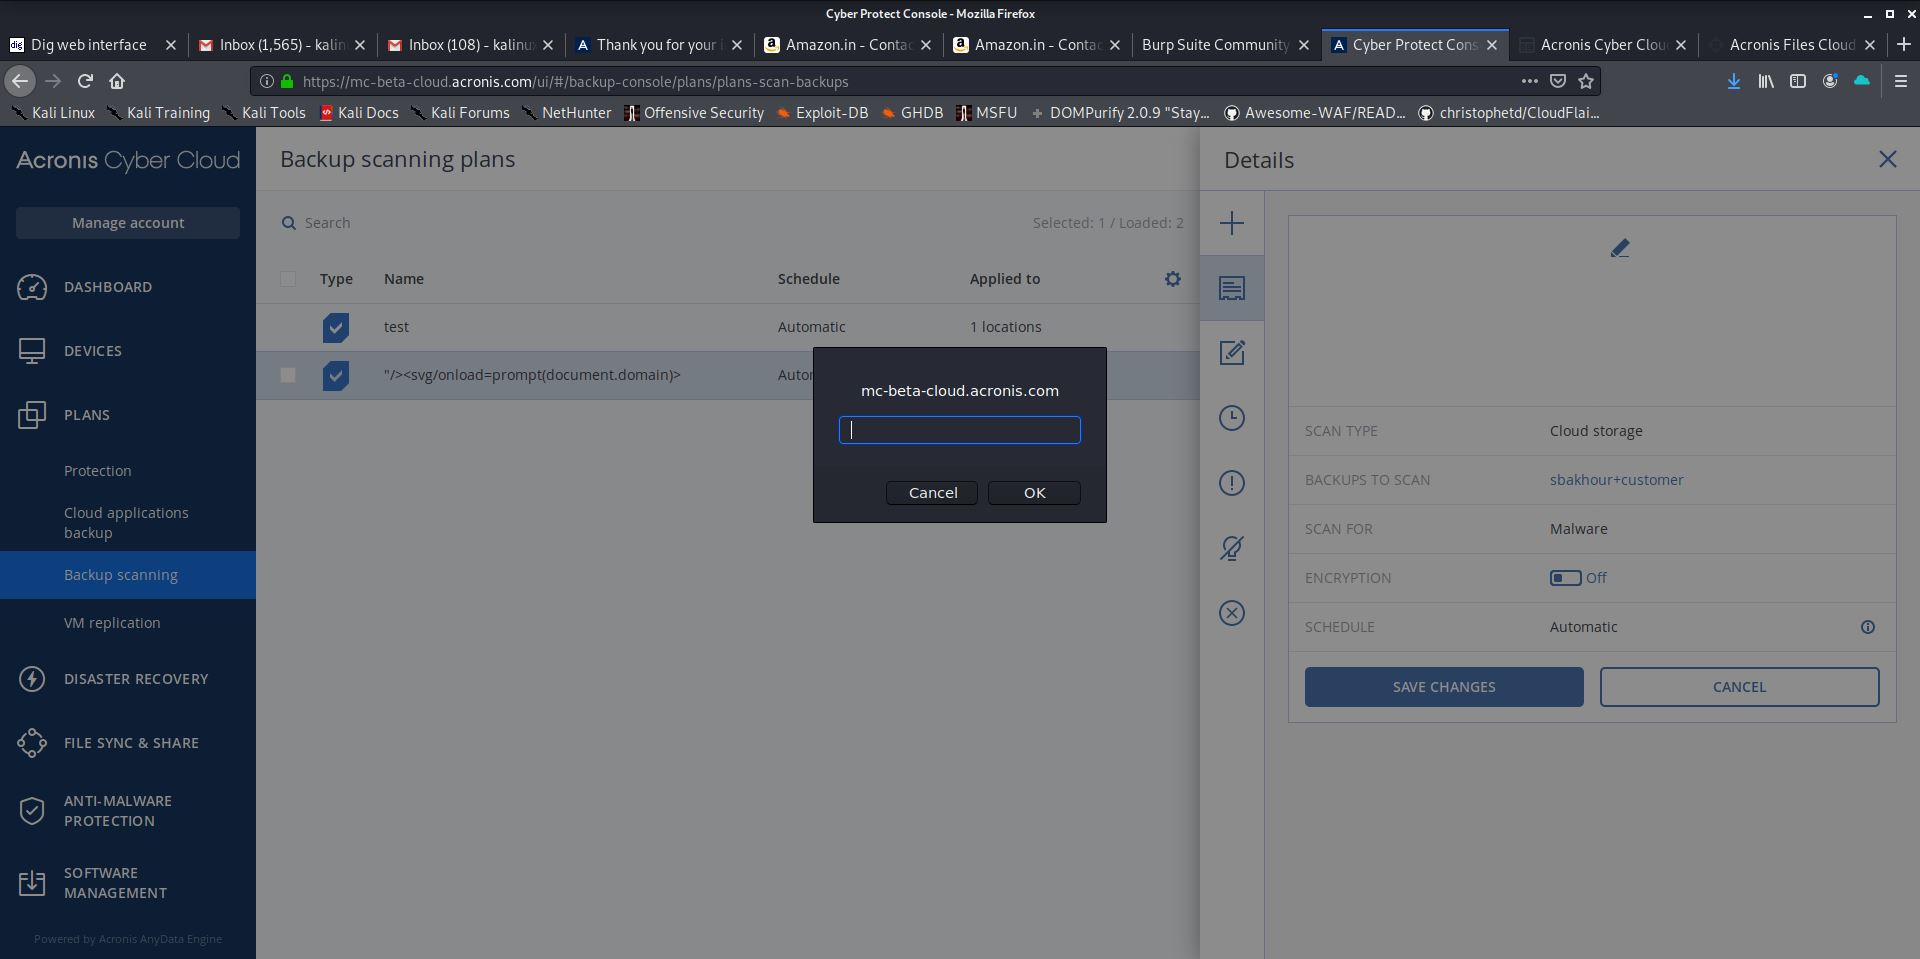 Cyber Protect Console - Mozilla Firefox
Dig web interface
Inbox (1,565) - kalin
Inbox (108) - kalinu
Thank you for your
Amazon.in - Contac
Amazon.in - Contac
Burp Suite Community
Cyber Protect Cons
Acronis Cyber Clou
Acronis Files Cloud
https://mc-beta-cloud.acronis.com/ui/#/backup-console/plans/plans-scan-backups
Kali Linux
Kali Training
Kali Tools
Kali Docs
Kali Forums
NetHunter
Offensive Security
Exploit-DB
GHDB
MSFU
DOMPurify 2.0.9 "Stay…
Awesome-WAF/READ…
christophetd/CloudFlai…
Acronis Cyber Cloud
Manage account
DASHBOARD
DEVICES
PLANS
Protection
Cloud applications
backup
Backup scanning
VM replication
DISASTER RECOVERY
FILE SYNC & SHARE
ANTI-MALWARE
PROTECTION
SOFTWARE
MANAGEMENT
Powered by Acronis AnyData Engine
Backup scanning plans
Search
Selected: 1 / Loaded: 2
Type Name Schedule Applied to
test Automatic 1 locations
"/><svg/onload=prompt(document.domain)> Autor
mc-beta-cloud.acronis.com
Cancel
OK
Details
SCAN TYPE Cloud storage
BACKUPS TO SCAN sbakhour+customer
SCAN FOR Malware
ENCRYPTION Off
SCHEDULE Automatic
SAVE CHANGES
CANCEL